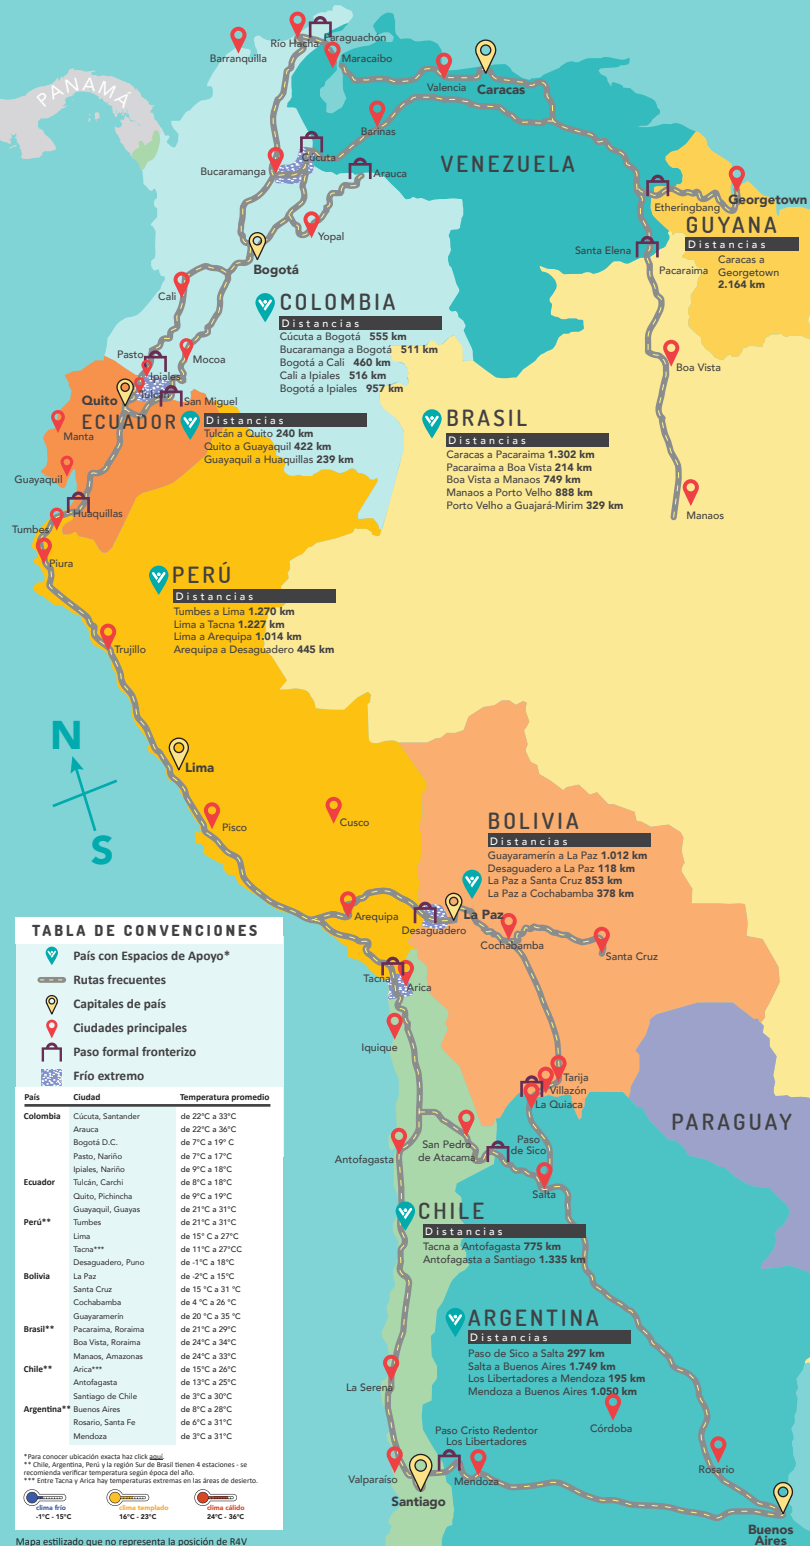 PANAMÁ
Barranquilla
Río Hacha
Paraguachón
Maracaibo
Valencia
Caracas
Barinas
Cúcuta
Bucaramanga
Arauca
VENEZUELA
Etheringbang
Georgetown
GUYANA
Distancias
Caracas a
Georgetown
2.164 km
Yopal
Santa Elena
Pacaraima
Bogotá
Cali
COLOMBIA
Distancias
Cúcuta a Bogotá 555 km
Bucaramanga a Bogotá 511 km
Bogotá a Cali 460 km
Cali a Ipiales 516 km
Bogotá a Ipiales 957 km
Pasto
Mocoa
Ipiales
Tulcán
San Miguel
Boa Vista
Quito
ECUADOR
Distancias
Tulcán a Quito 240 km
Quito a Guayaquil 422 km
Guayaquil a Huaquillas 239 km
Manta
Guayaquil
BRASIL
Distancias
Caracas a Pacaraima 1.302 km
Pacaraima a Boa Vista 214 km
Boa Vista a Manaos 749 km
Manaos a Porto Velho 888 km
Porto Velho a Guajará-Mirim 329 km
Manaos
Huaquillas
Tumbes
Piura
PERÚ
Distancias
Tumbes a Lima 1.270 km
Lima a Tacna 1.227 km
Lima a Arequipa 1.014 km
Arequipa a Desaguadero 445 km
Trujillo
N
S
Lima
Pisco
Cusco
BOLIVIA
Distancias
Guayaramerín a La Paz 1.012 km
Desaguadero a La Paz 118 km
La Paz a Santa Cruz 853 km
La Paz a Cochabamba 378 km
Arequipa
Desaguadero
La Paz
Cochabamba
Santa Cruz
Tacna
Arica
Iquique
Tarija
Villazón
La Quiaca
PARAGUAY
Antofagasta
San Pedro
de Atacama
Paso
de Sico
Salta
CHILE
Distancias
Tacna a Antofagasta 775 km
Antofagasta a Santiago 1.335 km
ARGENTINA
Distancias
Paso de Sico a Salta 297 km
Salta a Buenos Aires 1.749 km
Los Libertadores a Mendoza 195 km
Mendoza a Buenos Aires 1.050 km
La Serena
Córdoba
Paso Cristo Redentor
Los Libertadores
Rosario
Valparaíso
Mendoza
Santiago
Buenos
Aires
TABLA DE CONVENCIONES
País con Espacios de Apoyo*
Rutas frecuentes
Capitales de país
Ciudades principales
Paso formal fronterizo
Frío extremo
País Ciudad Temperatura promedio
Colombia Cúcuta, Santander de 22°C a 33°C
Arauca de 22°C a 36°C
Bogotá D.C. de 7°C a 19° C
Pasto, Nariño de 7°C a 17°C
Ipiales, Nariño de 9°C a 18°C
Ecuador Tulcán, Carchi de 8°C a 18°C
Quito, Pichincha de 9°C a 19°C
Guayaquil, Guayas de 21°C a 31°C
Perú** Tumbes de 21°C a 31°C
Lima de 15° C a 27°C
Tacna*** de 11°C a 27°CC
Desaguadero, Puno de -1°C a 18°C
Bolivia La Paz de -2°C a 15°C
Santa Cruz de 15 °C a 31 °C
Cochabamba de 4 °C a 26 °C
Guayaramerín de 20 °C a 35 °C
Brasil** Pacaraima, Roraima de 21°C a 29°C
Boa Vista, Roraima de 24°C a 34°C
Manaos, Amazonas de 24°C a 33°C
Chile** Arica*** de 15°C a 26°C
Antofagasta de 13°C a 25°C
Santiago de Chile de 3°C a 30°C
Argentina** Buenos Aires de 8°C a 28°C
Rosario, Santa Fe de 6°C a 31°C
Mendoza de 3°C a 31°C
*Para conocer ubicación exacta haz click aquí.
** Chile, Argentina, Perú y la región Sur de Brasil tienen 4 estaciones - se
recomienda verificar temperatura según época del año.
*** Entre Tacna y Arica hay temperaturas extremas en las áreas de desierto.
clima frío clima templado clima cálido
-1°C - 15°C 16°C - 23°C 24°C - 36°C
Mapa estilizado que no representa la posición de R4V